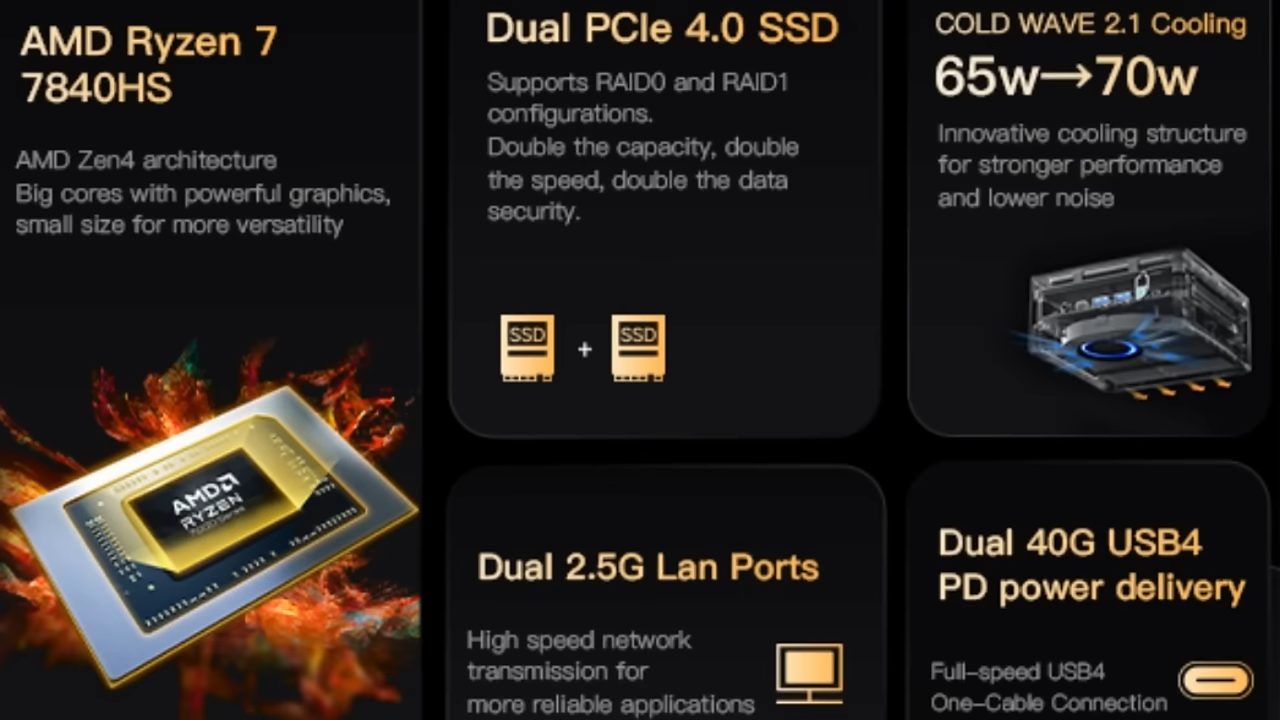 AMD Ryzen 7
7840HS
AMD Zen4 architecture
Big cores with powerful graphics,
small size for more versatility
AMD
RYZEN
7000 Series
Dual PCIe 4.0 SSD
Supports RAID0 and RAID1
configurations.
Double the capacity, double
the speed, double the data
security.
SSD + SSD
COLD WAVE 2.1 Cooling
65w→70w
Innovative cooling structure
for stronger performance
and lower noise
Dual 2.5G Lan Ports
High speed network
transmission for
more reliable applications
Dual 40G USB4
PD power delivery
Full-speed USB4
One-Cable Connection